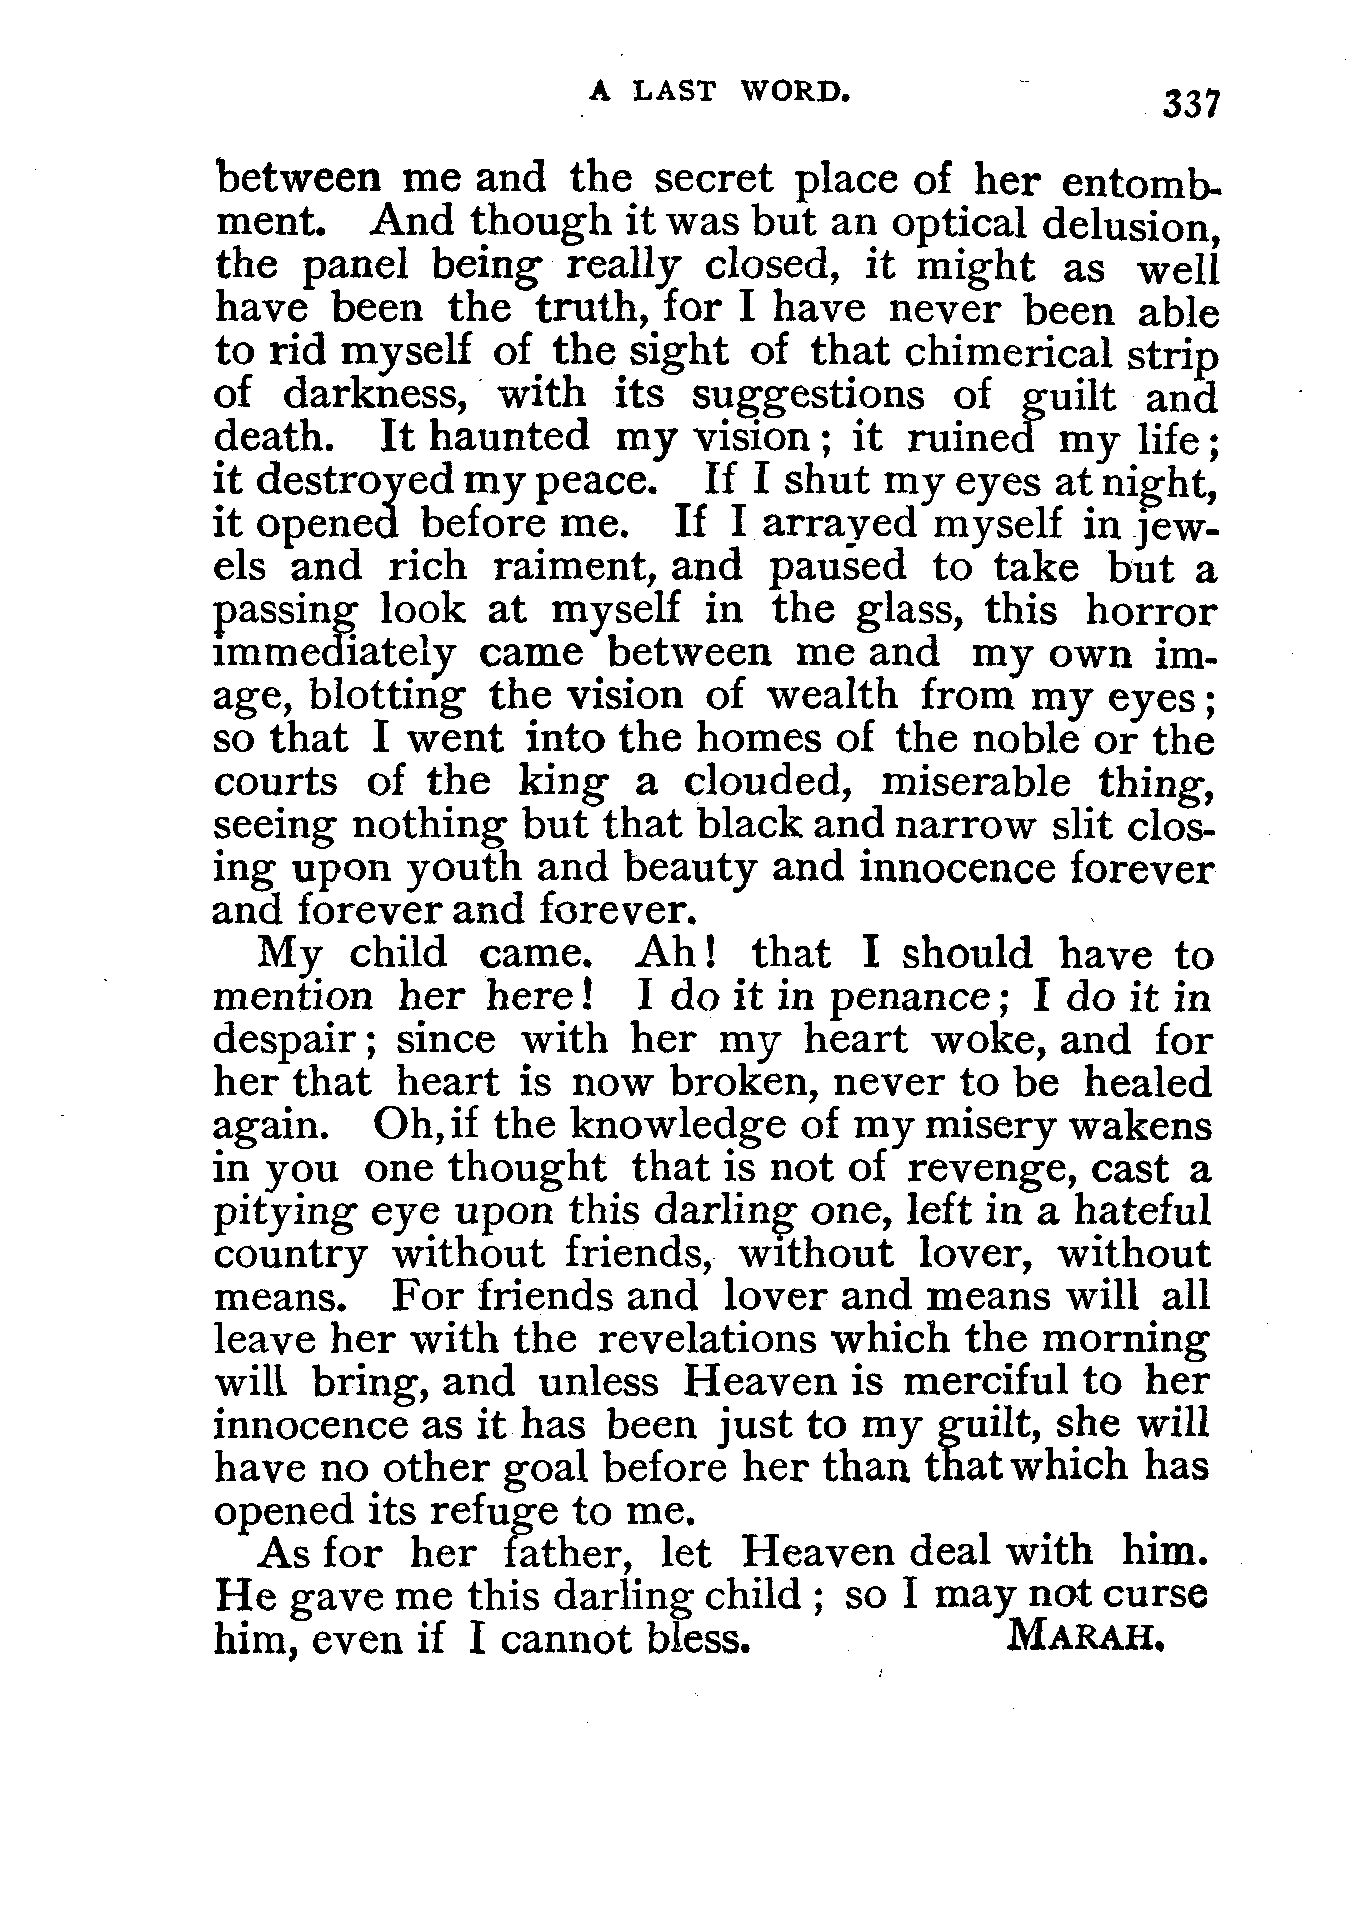 A LAST WORD. 337
between me and the secret place of her entomb-
ment. And though it was but an optical delusion,
the panel being really closed, it might as well
have been the truth, for I have never been able
to rid myself of the sight of that chimerical strip
of darkness, with its suggestions of guilt and
death. It haunted my vision; it ruined my life;
it destroyed my peace. If I shut my eyes at night,
it opened before me. If I arrayed myself in jew-
els and rich raiment, and paused to take but a
passing look at myself in the glass, this horror
immediately came between me and my own im-
age, blotting the vision of wealth from my eyes;
so that I went into the homes of the noble or the
courts of the king a clouded, miserable thing,
seeing nothing but that black and narrow slit clos-
ing upon youth and beauty and innocence forever
and forever and forever.
My child came. Ah! that I should have to
mention her here! I do it in penance; I do it in
despair; since with her my heart woke, and for
her that heart is now broken, never to be healed
again. Oh, if the knowledge of my misery wakens
in you one thought that is not of revenge, cast a
pitying eye upon this darling one, left in a hateful
country without friends, without lover, without
means. For friends and lover and means will all
leave her with the revelations which the morning
will bring, and unless Heaven is merciful to her
innocence as it has been just to my guilt, she will
have no other goal before her than that which has
opened its refuge to me.
As for her father, let Heaven deal with him.
He gave me this darling child; so I may not curse
him, even if I cannot bless. MARAH.